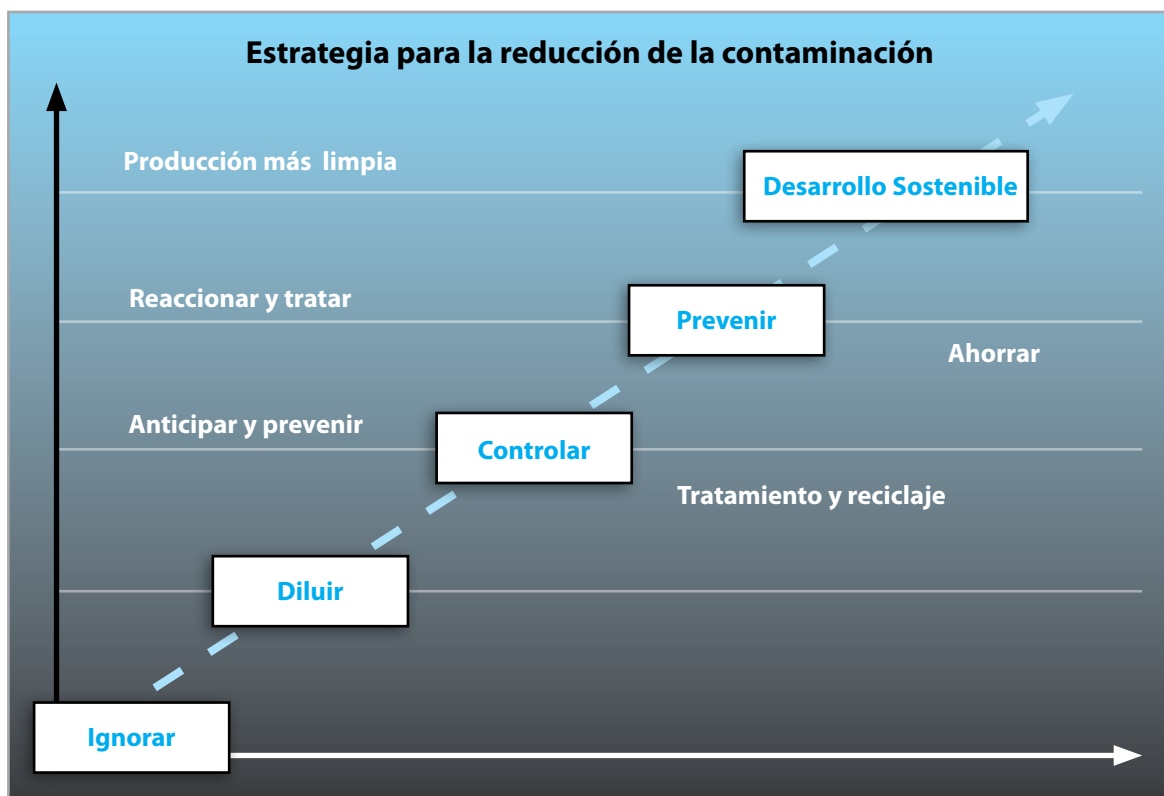 Estrategia para la reducción de la contaminación
Producción más limpia
Desarrollo Sostenible
Reaccionar y tratar
Prevenir
Ahorrar
Anticipar y prevenir
Controlar
Tratamiento y reciclaje
Diluir
Ignorar